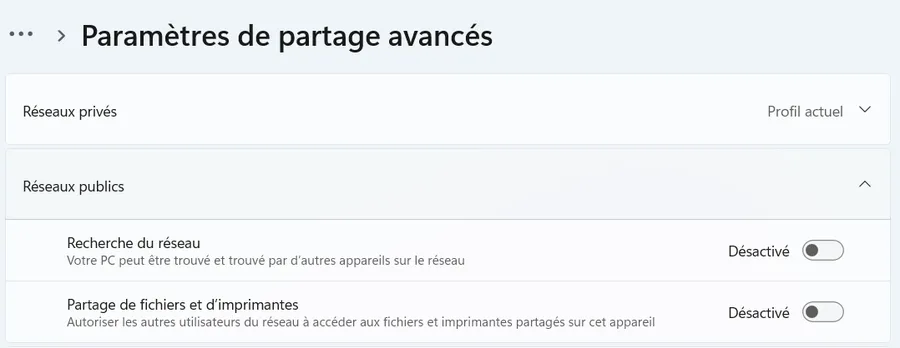 ··· > Paramètres de partage avancés
Réseaux privés Profil actuel
Réseaux publics
Recherche du réseau
Votre PC peut être trouvé et trouvé par d’autres appareils sur le réseau
Désactivé
Partage de fichiers et d’imprimantes
Autoriser les autres utilisateurs du réseau à accéder aux fichiers et imprimantes partagés sur cet appareil
Désactivé